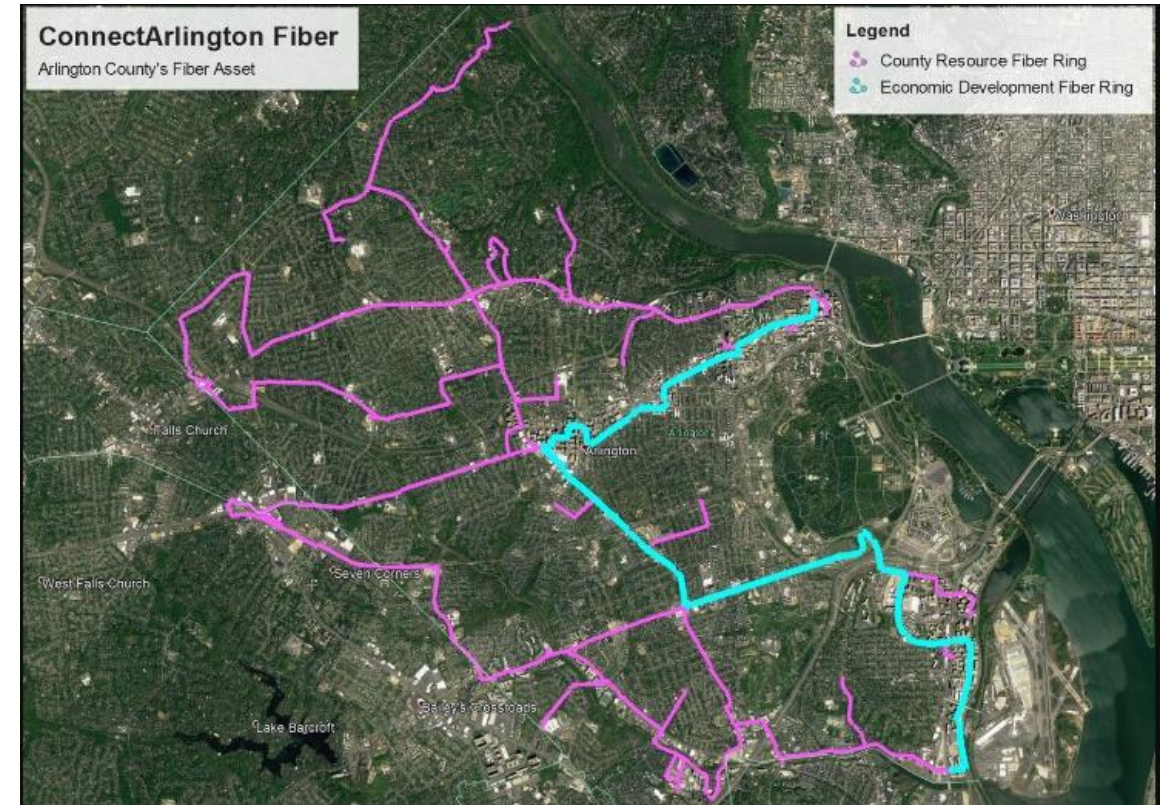 ConnectArlington Fiber
Arlington County's Fiber Asset
Legend
County Resource Fiber Ring
Economic Development Fiber Ring
Washington
Falls Church
Arlington
Arlington
West Falls Church
Seven Corners
Bailey's Crossroads
Lake Barcroft